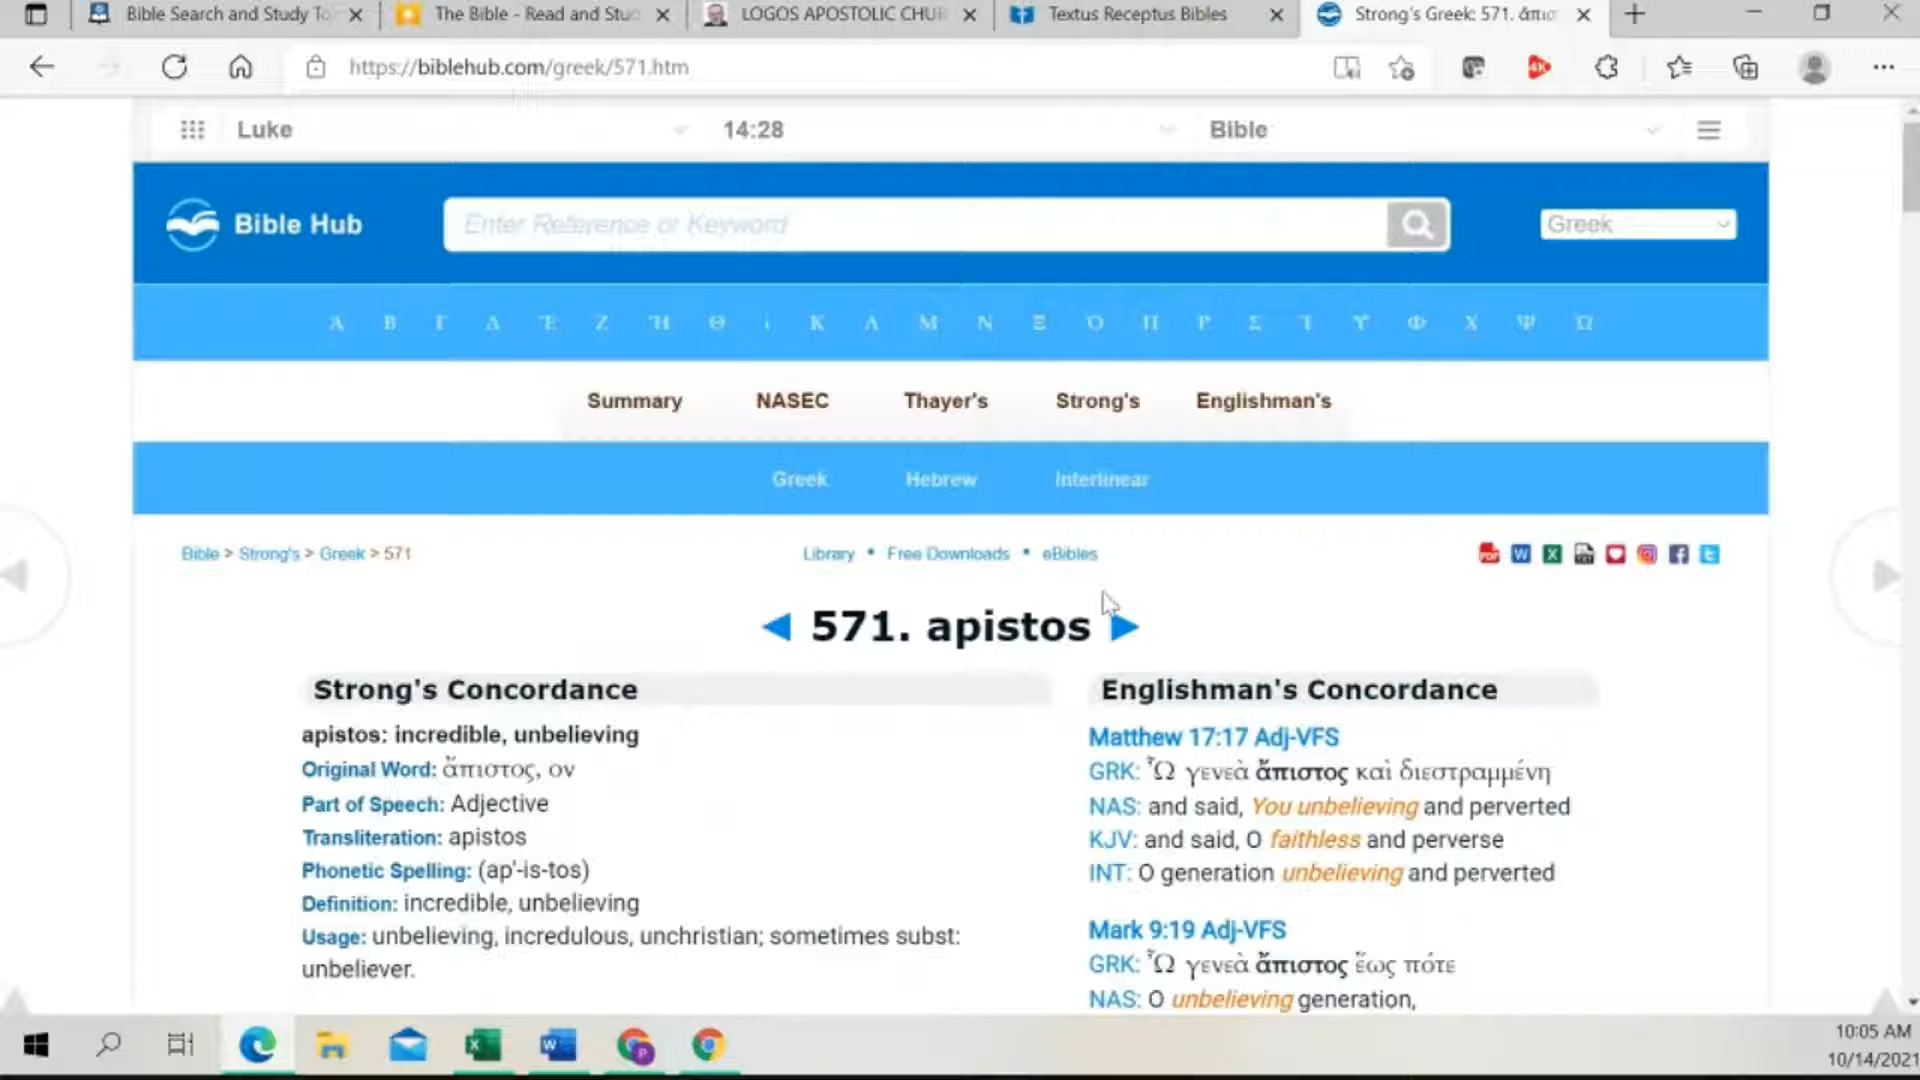 Bible Search and Study To
The Bible - Read and Stud
LOGOS APOSTOLIC CHUR
Textus Receptus Bibles
Strong's Greek: 571. ἄπισ
https://biblehub.com/greek/571.htm
Luke 14:28 Bible
Bible Hub
Enter Reference or Keyword
Greek
Α Β Γ Δ Ἐ Ζ Ἡ Θ ἰ Κ Λ Μ Ν Ξ Ὀ Π Ρ Σ Τ Υ Φ Χ Ψ Ω
Summary NASEC Thayer's Strong's Englishman's
Greek Hebrew Interlinear
Bible > Strong's > Greek > 571
Library • Free Downloads • eBibles
◀ 571. apistos ▶
Strong's Concordance
apistos: incredible, unbelieving
Original Word: ἄπιστος, ον
Part of Speech: Adjective
Transliteration: apistos
Phonetic Spelling: (ap'-is-tos)
Definition: incredible, unbelieving
Usage: unbelieving, incredulous, unchristian; sometimes subst:
unbeliever.
Englishman's Concordance
Matthew 17:17 Adj-VFS
GRK: Ὦ γενεὰ ἄπιστος καὶ διεστραμμένη
NAS: and said, You unbelieving and perverted
KJV: and said, O faithless and perverse
INT: O generation unbelieving and perverted
Mark 9:19 Adj-VFS
GRK: Ὦ γενεὰ ἄπιστος ἕως πότε
NAS: O unbelieving generation,
10:05 AM
10/14/2021